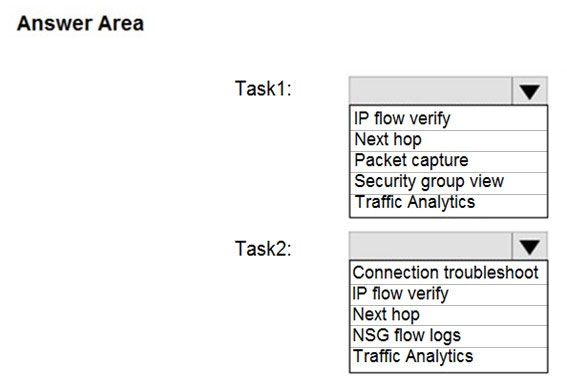 Answer Area
Task1:
IP flow verify
Next hop
Packet capture
Security group view
Traffic Analytics
Task2:
Connection troubleshoot
IP flow verify
Next hop
NSG flow logs
Traffic Analytics